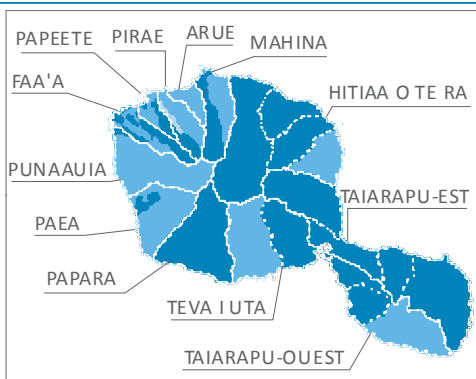 PAPEETE
PIRAE
ARUE
MAHINA
FAA'A
HITIAA O TE RA
PUNAAUIA
TAIARAPU-EST
PAEA
PAPARA
TEVA I UTA
TAIARAPU-OUEST